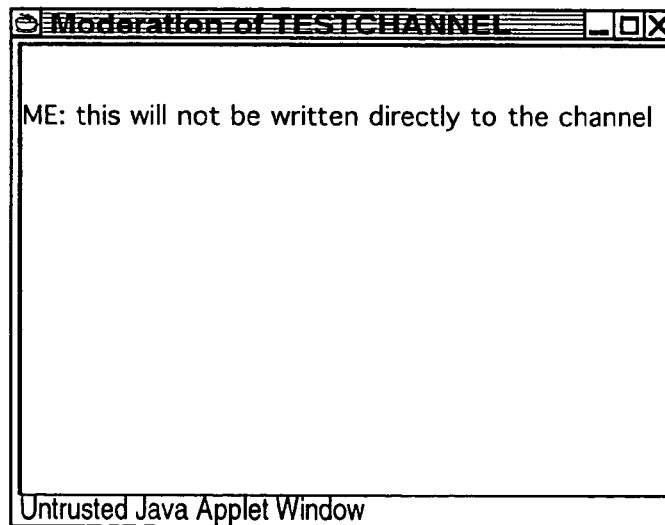 Moderation of TESTCHANNEL
ME: this will not be written directly to the channel
Untrusted Java Applet Window